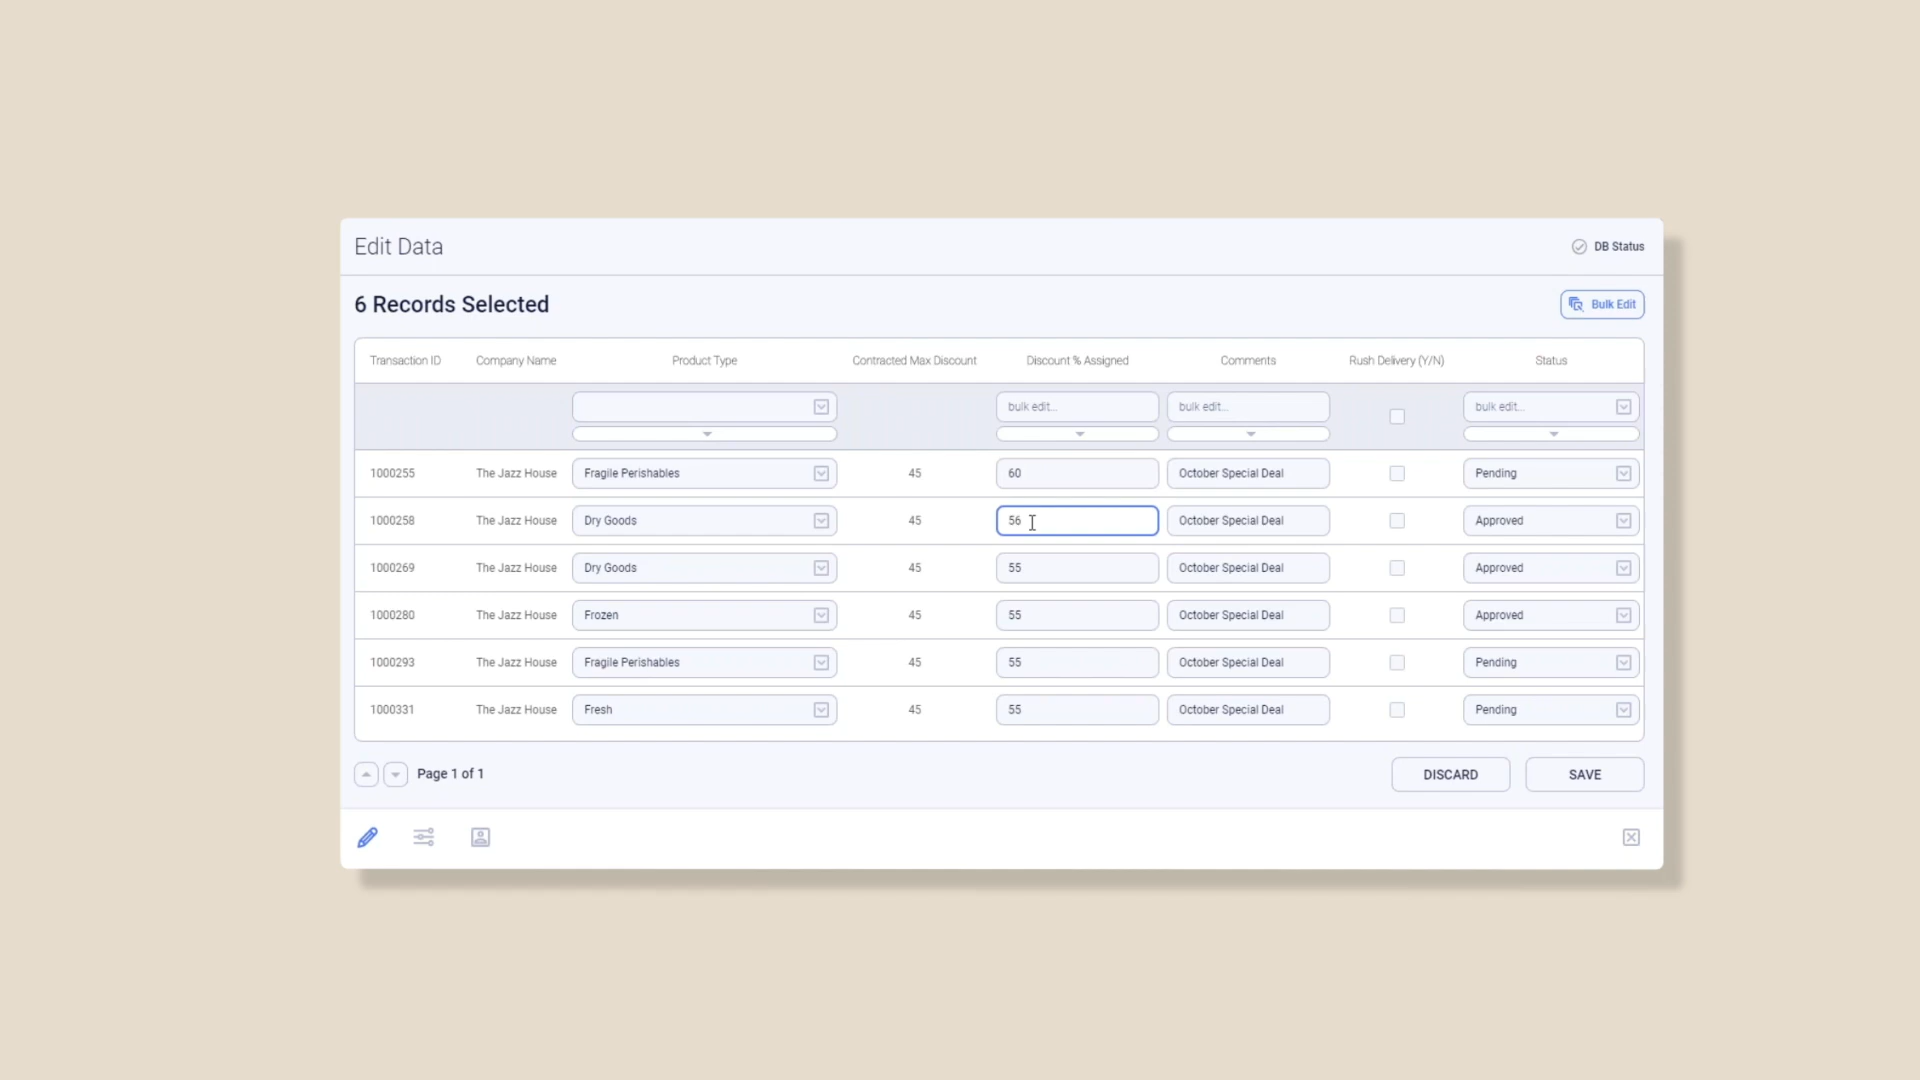 Edit Data
DB Status
6 Records Selected
Bulk Edit
Transaction ID Company Name Product Type Contracted Max Discount Discount % Assigned Comments Rush Delivery (Y/N) Status
bulk edit... bulk edit... bulk edit...
1000255 The Jazz House Fragile Perishables 45 60 October Special Deal Pending
1000258 The Jazz House Dry Goods 45 56 October Special Deal Approved
1000269 The Jazz House Dry Goods 45 55 October Special Deal Approved
1000280 The Jazz House Frozen 45 55 October Special Deal Approved
1000293 The Jazz House Fragile Perishables 45 55 October Special Deal Pending
1000331 The Jazz House Fresh 45 55 October Special Deal Pending
Page 1 of 1
DISCARD SAVE